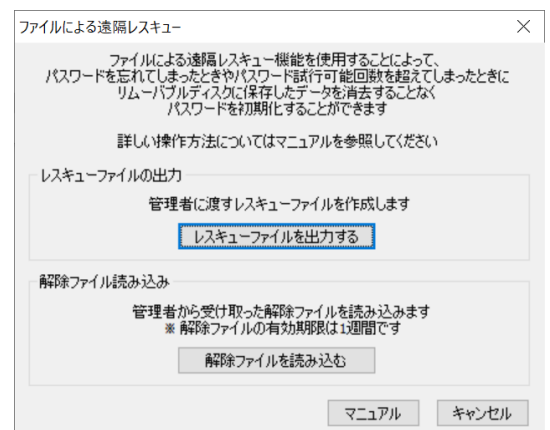 ファイルによる遠隔レスキュー
ファイルによる遠隔レスキュー機能を使用することによって、
パスワードを忘れてしまったときやパスワード試行可能回数を超えてしまったときに
リムーバブルディスクに保存したデータを消去することなく
パスワードを初期化することができます
詳しい操作方法についてはマニュアルを参照してください
レスキューファイルの出力
管理者に渡すレスキューファイルを作成します
レスキューファイルを出力する
解除ファイル読み込み
管理者から受け取った解除ファイルを読み込みます
※ 解除ファイルの有効期限は1週間です
解除ファイルを読み込む
マニュアル
キャンセル